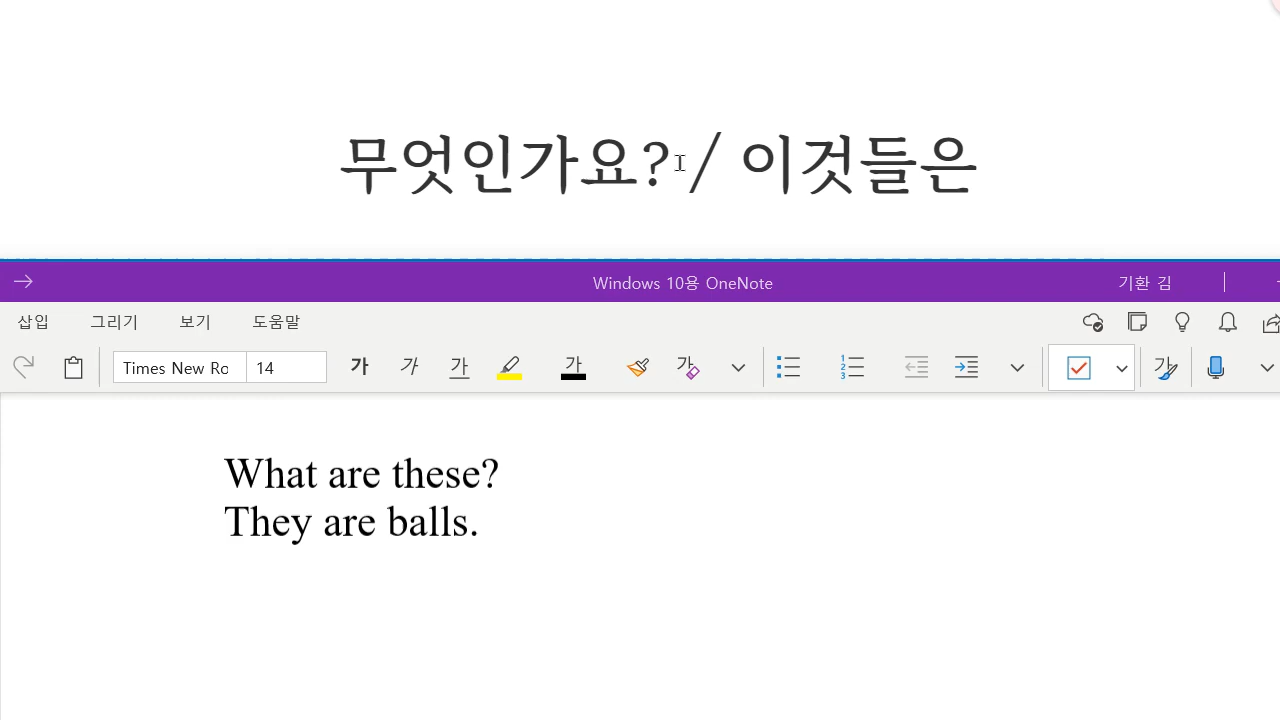 무엇인가요? / 이것들은
Windows 10용 OneNote
기환 김
삽입 그리기 보기 도움말
Times New Ro 14 가 가 가 가 가 가
What are these?
They are balls.